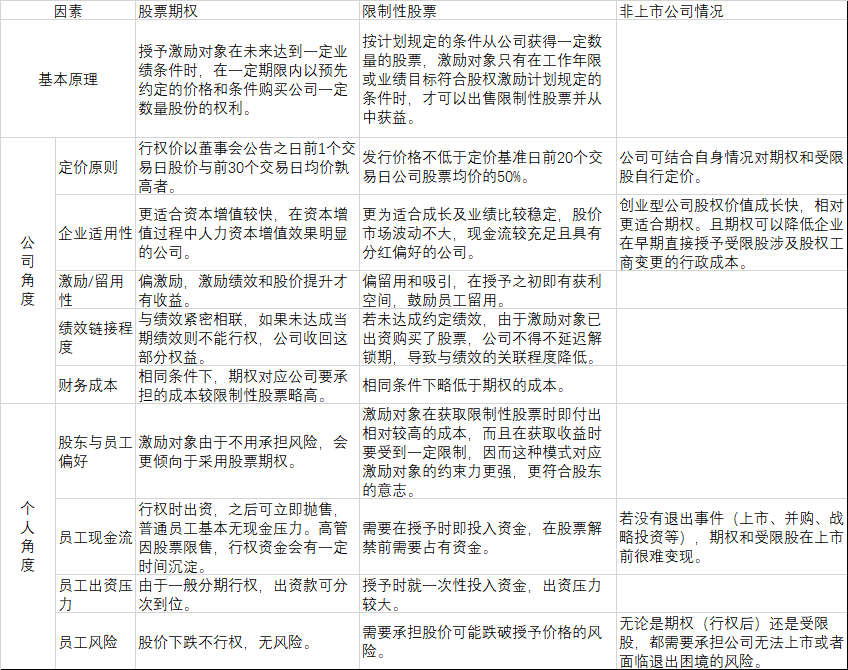 因素 股票期权 限制性股票 非上市公司情况
基本原理
授予激励对象在未来达到一定业
绩条件时，在一定期限内以预先
约定的价格和条件购买公司一定
数量股份的权利。
按计划规定的条件从公司获得一定数
量的股票，激励对象只有在工作年限
或业绩目标符合股权激励计划规定的
条件时，才可以出售限制性股票并从
中获益。
公
司
角
度
定价原则
行权价以董事会公告之日前1个交
易日股价与前30个交易日均价孰
高者。
发行价格不低于定价基准日前20个交
易日公司股票均价的50%。
公司可结合自身情况对期权和受限
股自行定价。
企业适用性
更适合资本增值较快，在资本增
值过程中人力资本增值效果明显
的公司。
更为适合成长及业绩比较稳定，股价
市场波动不大，现金流较充足且具有
分红偏好的公司。
创业型公司股权价值成长快，相对
更适合期权。且期权可以降低企业
在早期直接授予受限股涉及股权工
商变更的行政成本。
激励/留用
性
偏激励，激励绩效和股价提升才
有收益。
偏留用和吸引，在授予之初即有获利
空间，鼓励员工留用。
绩效链接程
度
与绩效紧密相联，如果未达成当
期绩效则不能行权，公司收回这
部分权益。
若未达成约定绩效，由于激励对象已
出资购买了股票，公司不得不延迟解
锁期，导致与绩效的关联程度降低。
财务成本
相同条件下，期权对应公司要承
担的成本较限制性股票略高。
相同条件下略低于期权的成本。
个
人
角
度
股东与员工
偏好
激励对象由于不用承担风险，会
更倾向于采用股票期权。
激励对象在获取限制性股票时即付出
相对较高的成本，而且在获取收益时
要受到一定限制，因而这种模式对应
激励对象的约束力更强，更符合股东
的意志。
员工现金流
行权时出资，之后可立即抛售，
普通员工基本无现金压力。高管
因股票限售，行权资金会有一定
时间沉淀。
需要在授予时即投入资金，在股票解
禁前需要占有资金。
若没有退出事件（上市、并购、战
略投资等），期权和受限股在上市
前很难变现。
员工出资压
力
由于一般分期行权，出资款可分
次到位。
授予时就一次性投入资金，出资压力
较大。
员工风险
股价下跌不行权，无风险。
需要承担股价可能跌破授予价格的风
险。
无论是期权（行权后）还是受限
股，都需要承担公司无法上市或者
面临退出困境的风险。